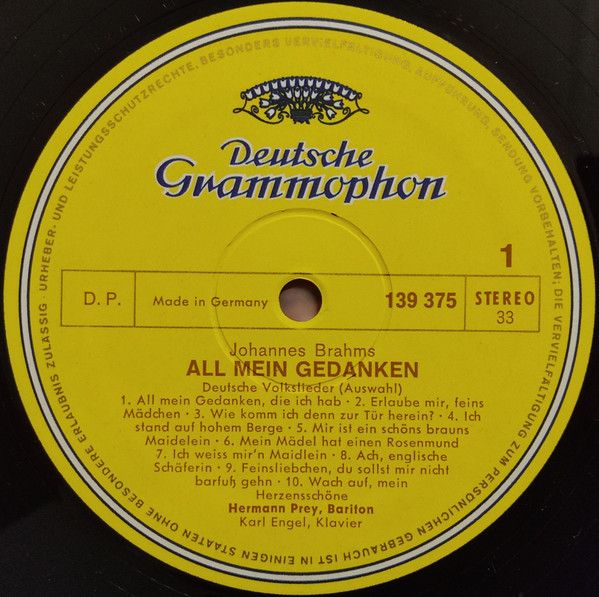 Deutsche
Grammophon
1
D. P.
Made in Germany
139 375
STEREO
33
Johannes Brahms
ALL MEIN GEDANKEN
Deutsche Volkslieder (Auswahl)
1. All mein Gedanken, die ich hab · 2. Erlaube mir, feins
Mädchen · 3. Wie komm ich denn zur Tür herein? · 4. Ich
stand auf hohem Berge · 5. Mir ist ein schöns brauns
Maidelein · 6. Mein Mädel hat einen Rosenmund
7. Ich weiss mir'n Maidlein · 8. Ach, englische
Schäferin · 9. Feinsliebchen, du sollst mir nicht
barfuß gehn · 10. Wach auf, mein
Herzensschöne
Hermann Prey, Bariton
Karl Engel, Klavier
URHEBER- UND LEISTUNGSSCHUTZRECHTE, BESONDERS VERVIELFÄLTIGUNG, AUFFÜHRUNG, SENDUNG VORBEHALTEN; DIE VERVIELFÄLTIGUNG ZUM PERSÖNLICHEN GEBRAUCH IST IN EINIGEN STAATEN OHNE BESONDERE ERLAUBNIS ZULÄSSIG ·